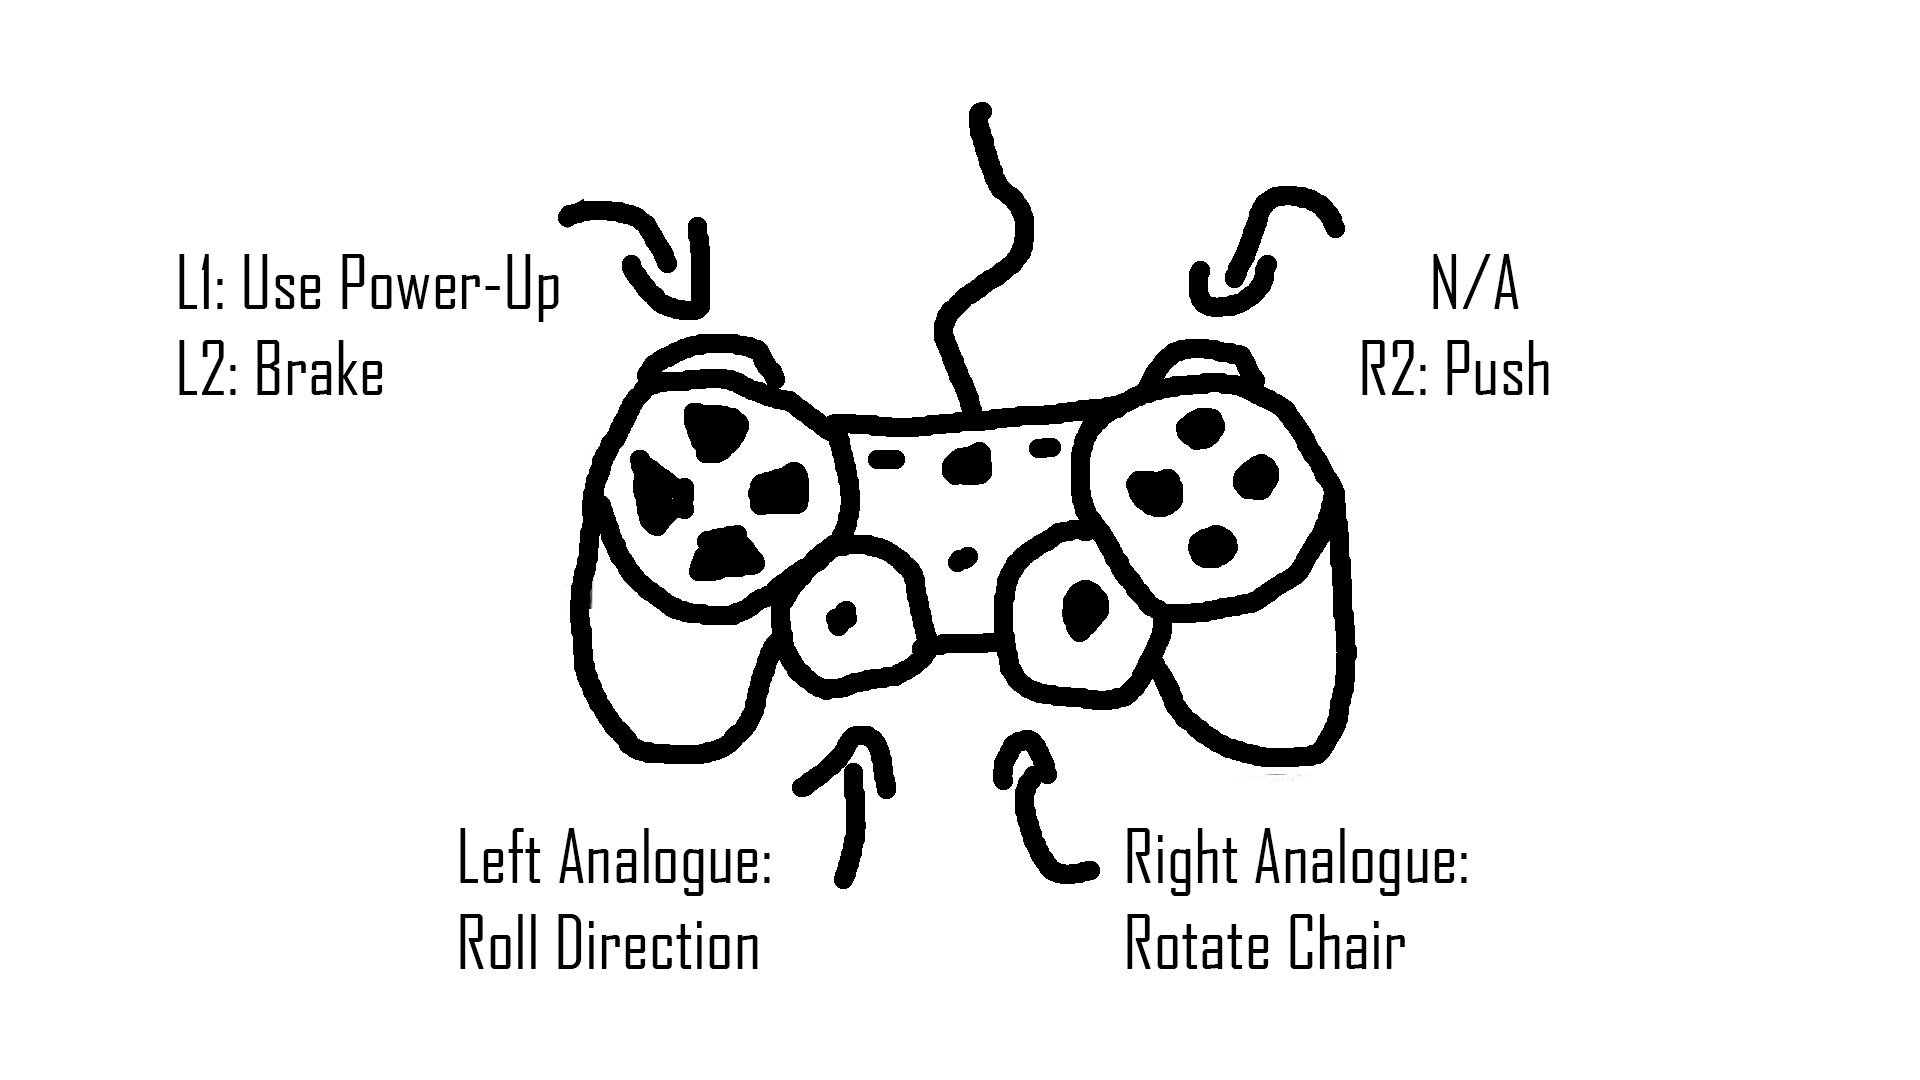 L1: Use Power-Up
L2: Brake
N/A
R2: Push
Left Analogue:
Roll Direction
Right Analogue:
Rotate Chair